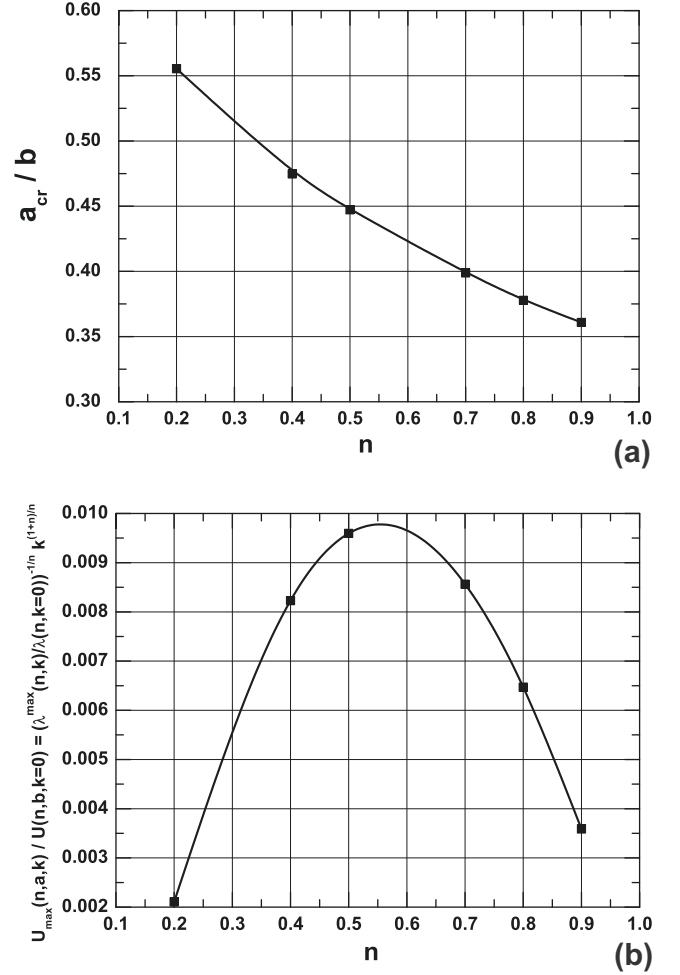 0.60
0.55
0.50
0.45
0.40
0.35
0.30
a_cr / b
0.1 0.2 0.3 0.4 0.5 0.6 0.7 0.8 0.9 1.0
n
(a)
0.010
0.009
0.008
0.007
0.006
0.005
0.004
0.003
0.002
U_max(n,a,k) / U(n,b,k=0) = (λ^max(n,k)/λ(n,k=0))^-1/n k^(1+n)/n
0.1 0.2 0.3 0.4 0.5 0.6 0.7 0.8 0.9 1.0
n
(b)